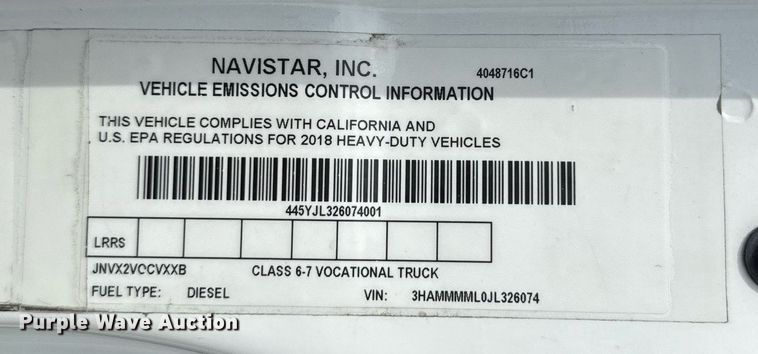 NAVISTAR, INC. 4048716C1
VEHICLE EMISSIONS CONTROL INFORMATION
THIS VEHICLE COMPLIES WITH CALIFORNIA AND
U.S. EPA REGULATIONS FOR 2018 HEAVY-DUTY VEHICLES
445YJL326074001
LRRS
JNVX2VOCVXXB CLASS 6-7 VOCATIONAL TRUCK
FUEL TYPE: DIESEL VIN: 3HAMMMML0JL326074
Purple Wave Auction